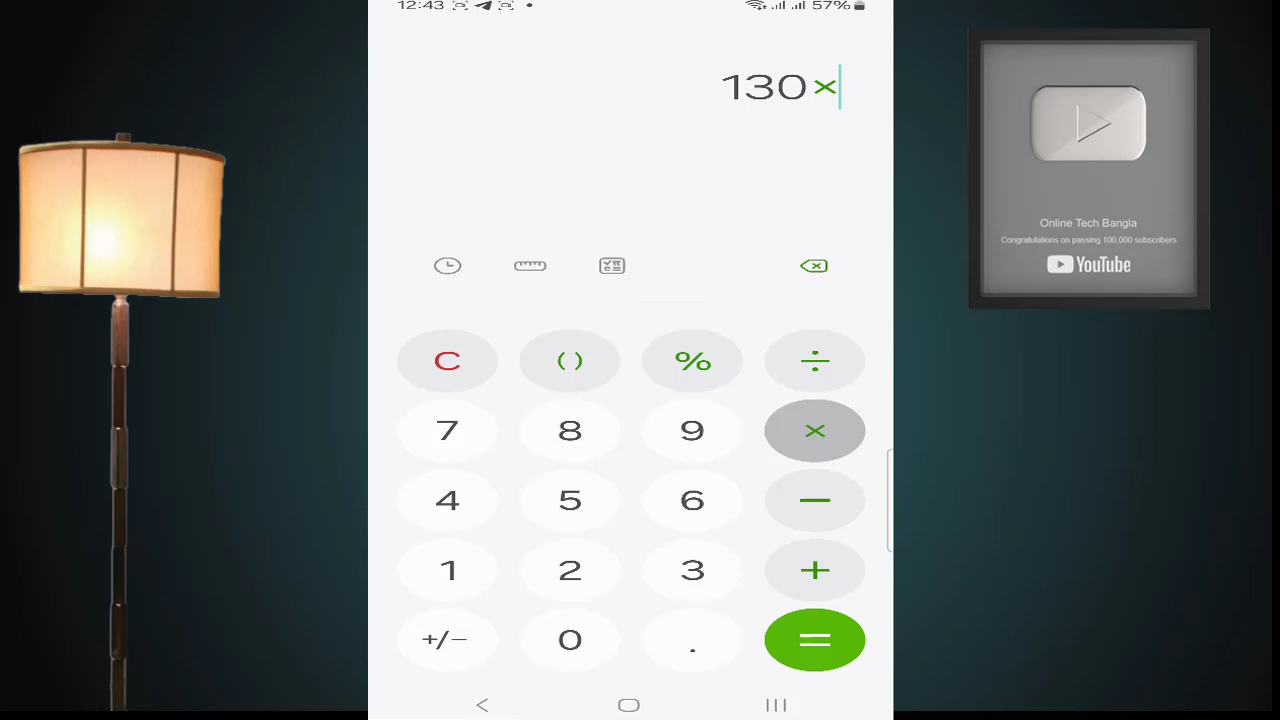 12:43 57%
130×
C () % ÷
7 8 9 ×
4 5 6 −
1 2 3 +
+/− 0 . =
Online Tech Bangla
Congratulations on passing 100,000 subscribers
YouTube